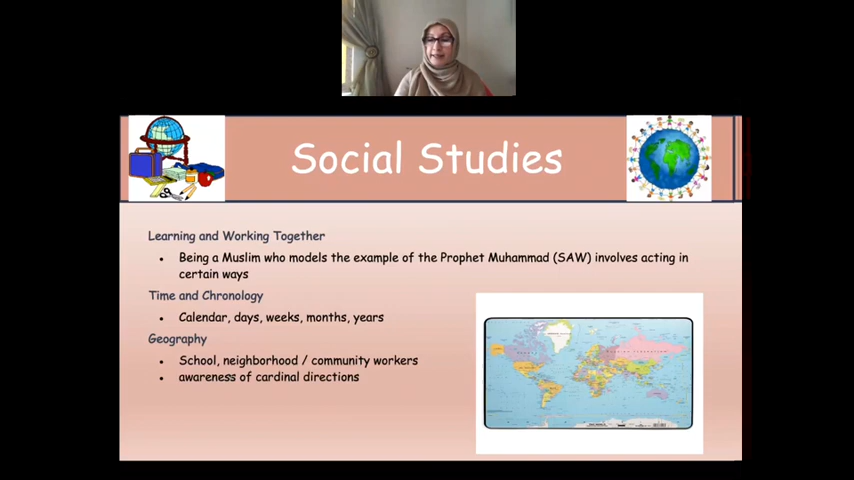 Social Studies
Learning and Working Together
Being a Muslim who models the example of the Prophet Muhammad (SAW) involves acting in
certain ways
Time and Chronology
Calendar, days, weeks, months, years
Geography
School, neighborhood / community workers
awareness of cardinal directions